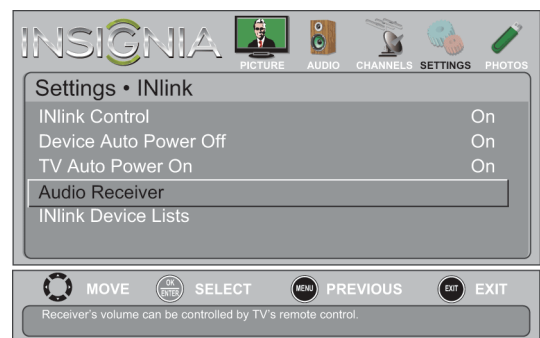 INSIGNIA
PICTURE AUDIO CHANNELS SETTINGS PHOTOS
Settings • INlink
INlink Control On
Device Auto Power Off On
TV Auto Power On On
Audio Receiver
INlink Device Lists
MOVE OK ENTER SELECT MENU PREVIOUS EXIT EXIT
Receiver's volume can be controlled by TV's remote control.